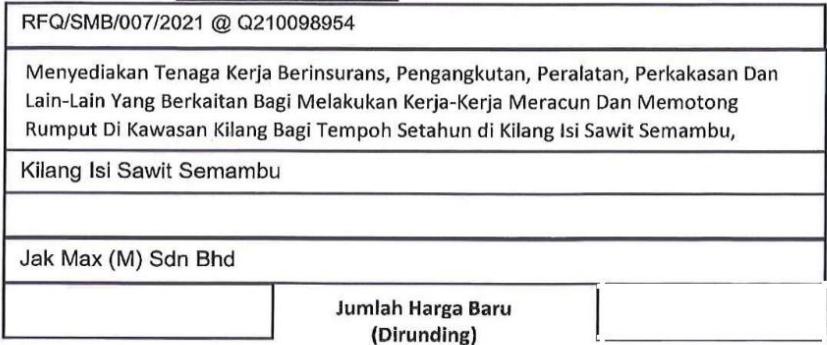 RFQ/SMB/007/2021 @ Q210098954
Menyediakan Tenaga Kerja Berinsurans, Pengangkutan, Peralatan, Perkakasan Dan
Lain-Lain Yang Berkaitan Bagi Melakukan Kerja-Kerja Meracun Dan Memotong
Rumput Di Kawasan Kilang Bagi Tempoh Setahun di Kilang Isi Sawit Semambu,
Kilang Isi Sawit Semambu
Jak Max (M) Sdn Bhd
Jumlah Harga Baru
(Dirunding)